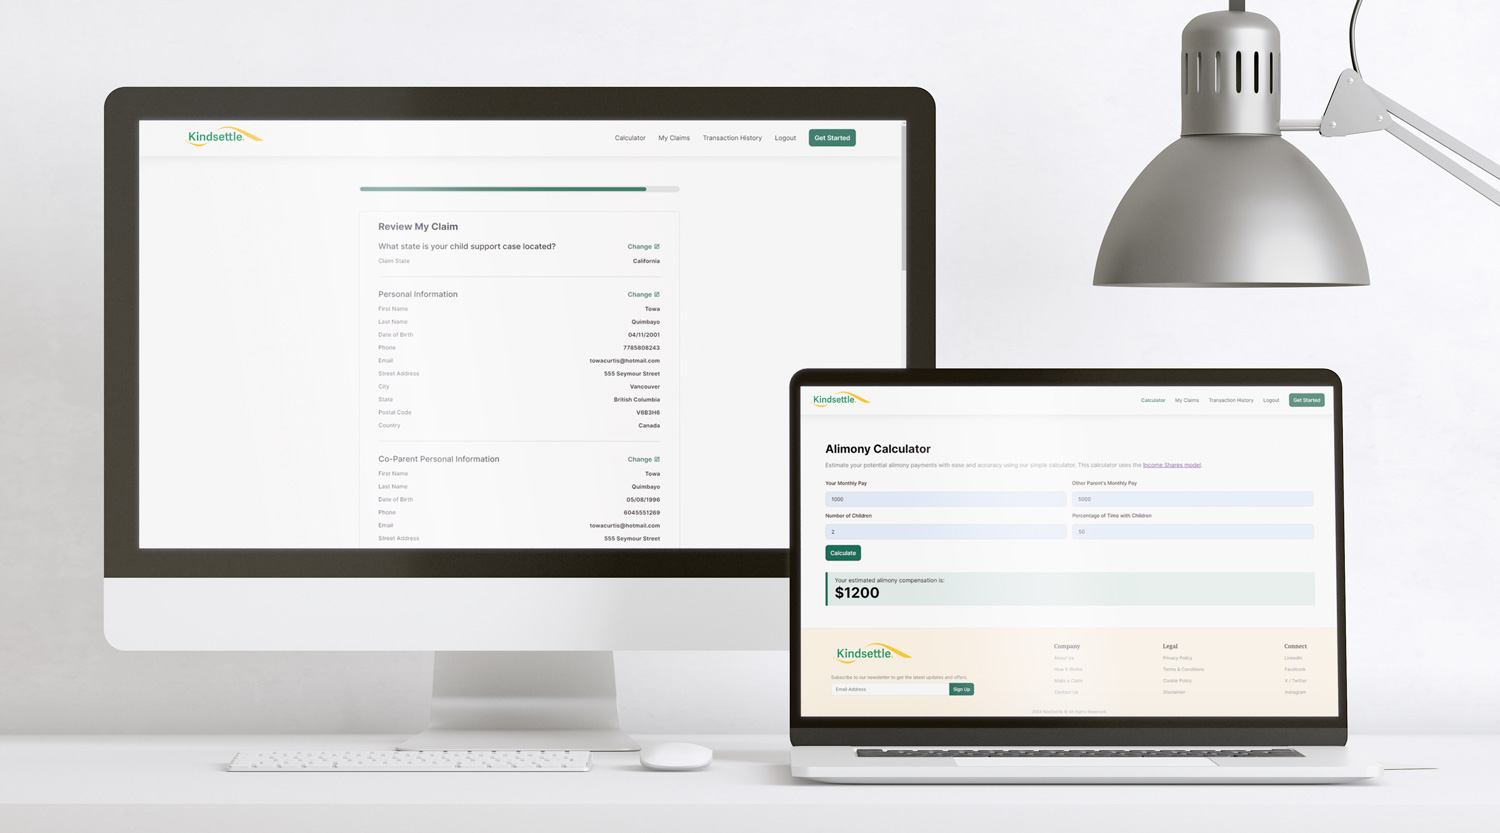 Kindsettle.
Calculator My Claims Transaction History Logout Get Started
Review My Claim
What state is your child support case located? Change
Claim State California
Personal Information Change
First Name Towa
Last Name Quimbayo
Date of Birth 04/11/2001
Phone 7785808243
Email towacurtis@hotmail.com
Street Address 555 Seymour Street
City Vancouver
State British Columbia
Postal Code V6B3H6
Country Canada
Co-Parent Personal Information Change
First Name Towa
Last Name Quimbayo
Date of Birth 05/08/1996
Phone 6045551269
Email towacurtis@hotmail.com
Street Address 555 Seymour Street
Kindsettle.
Calculator My Claims Transaction History Logout Get Started
Alimony Calculator
Estimate your potential alimony payments with ease and accuracy using our simple calculator. This calculator uses the Income Shares model.
Your Monthly Pay Other Parent's Monthly Pay
1000 5000
Number of Children Percentage of Time with Children
2 50
Calculate
Your estimated alimony compensation is:
$1200
Kindsettle.
Subscribe to our newsletter to get the latest updates and offers.
Email Address Sign Up
Company Legal Connect
About Us Privacy Policy LinkedIn
How It Works Terms & Conditions Facebook
Make a Claim Cookie Policy X / Twitter
Contact Us Disclaimer Instagram
2024 KindSettle © All Rights Reserved.